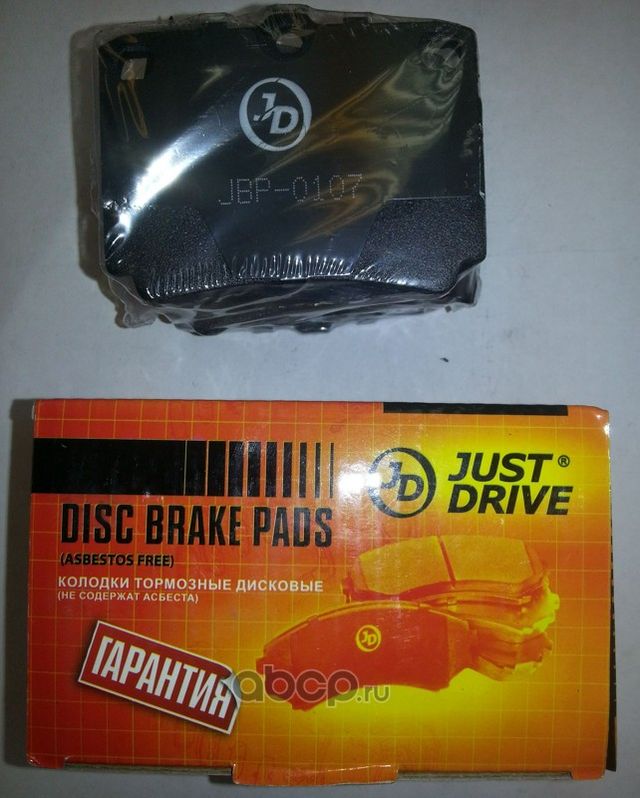 JD
JBP-0107
JD
JUST®
DRIVE
DISC BRAKE PADS
(ASBESTOS FREE)
КОЛОДКИ ТОРМОЗНЫЕ ДИСКОВЫЕ
(НЕ СОДЕРЖАТ АСБЕСТА)
JD
ГАРАНТИЯ
abcp.ru